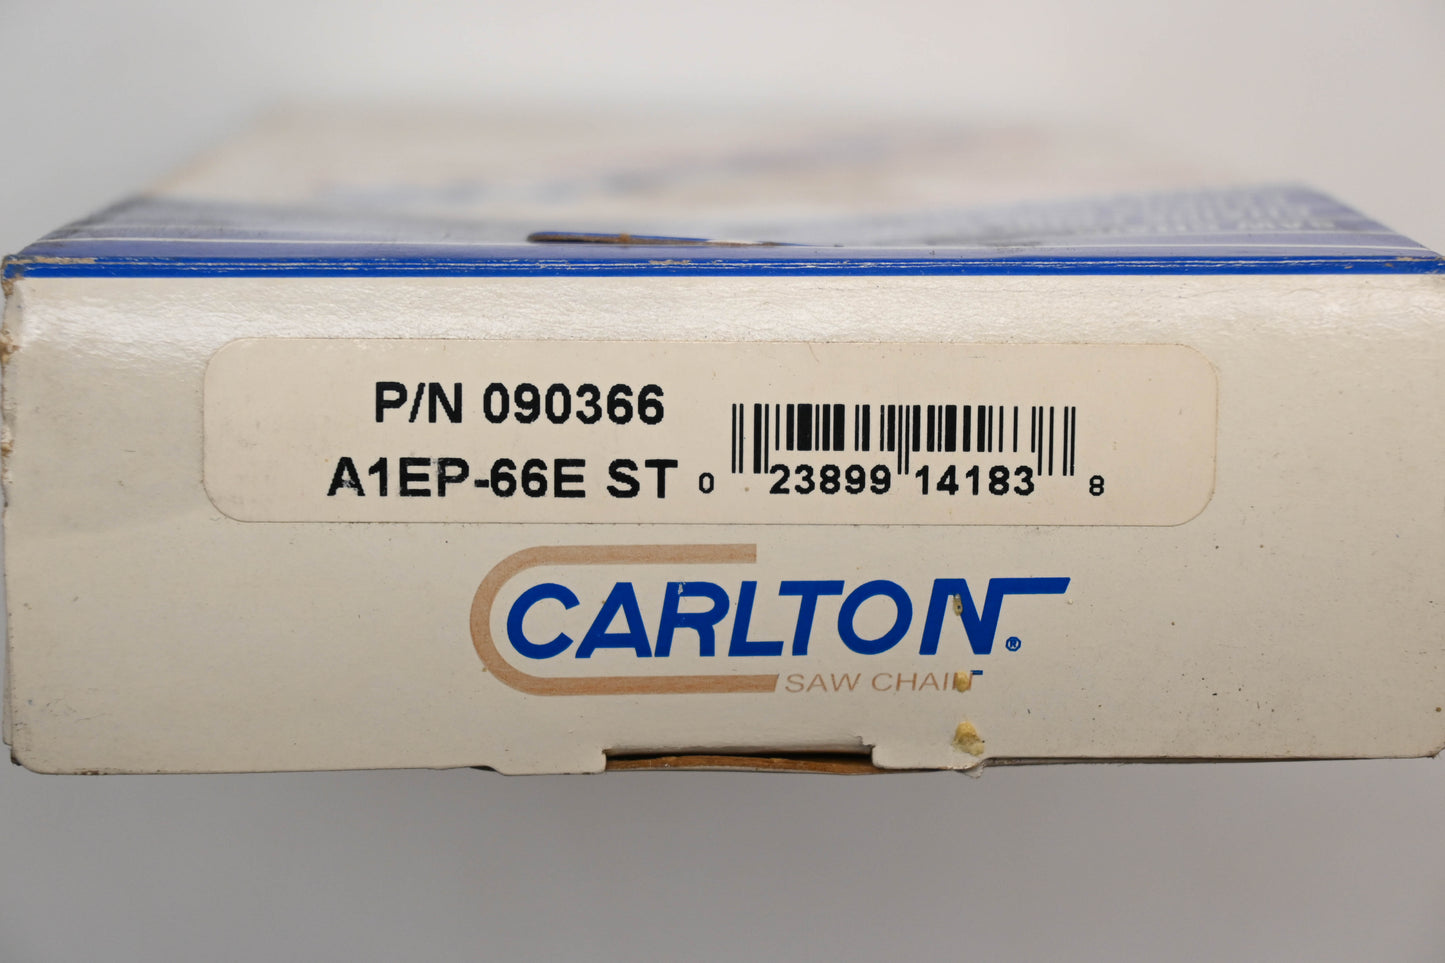 P/N 090366
A1EP-66E ST
0 23899 14183 8
CARLTON®
SAW CHAIN